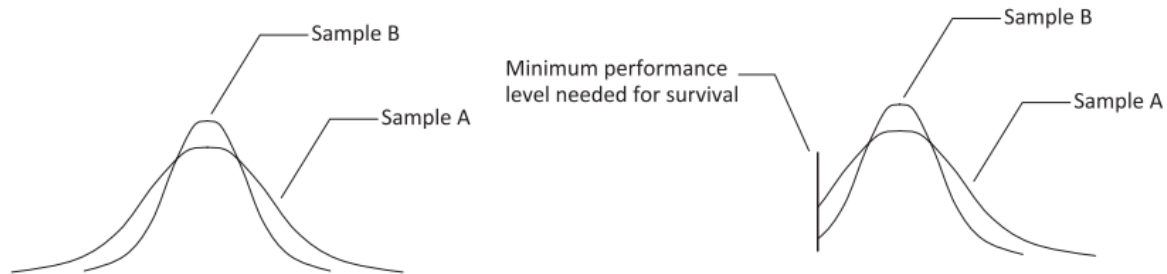 Sample B
Sample A
Minimum performance
level needed for survival
Sample B
Sample A